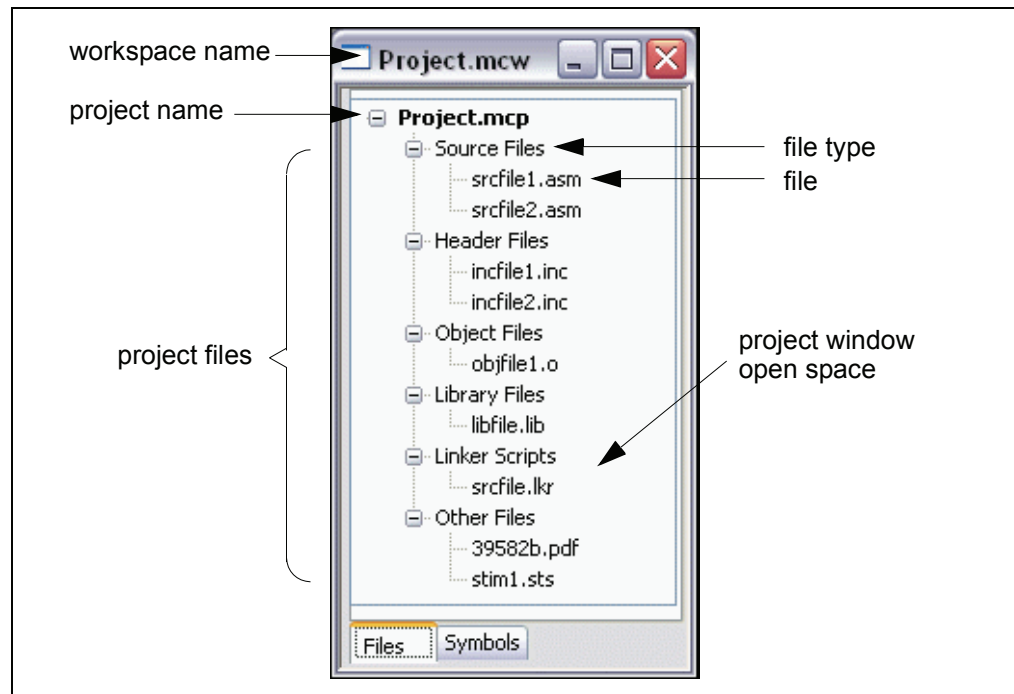 workspace name
Project.mcw
project name
Project.mcp
Source Files
file type
srcfile1.asm
file
srcfile2.asm
Header Files
incfile1.inc
incfile2.inc
Object Files
objfile1.o
project files
project window
open space
Library Files
libfile.lib
Linker Scripts
srcfile.lkr
Other Files
39582b.pdf
stim1.sts
Files
Symbols